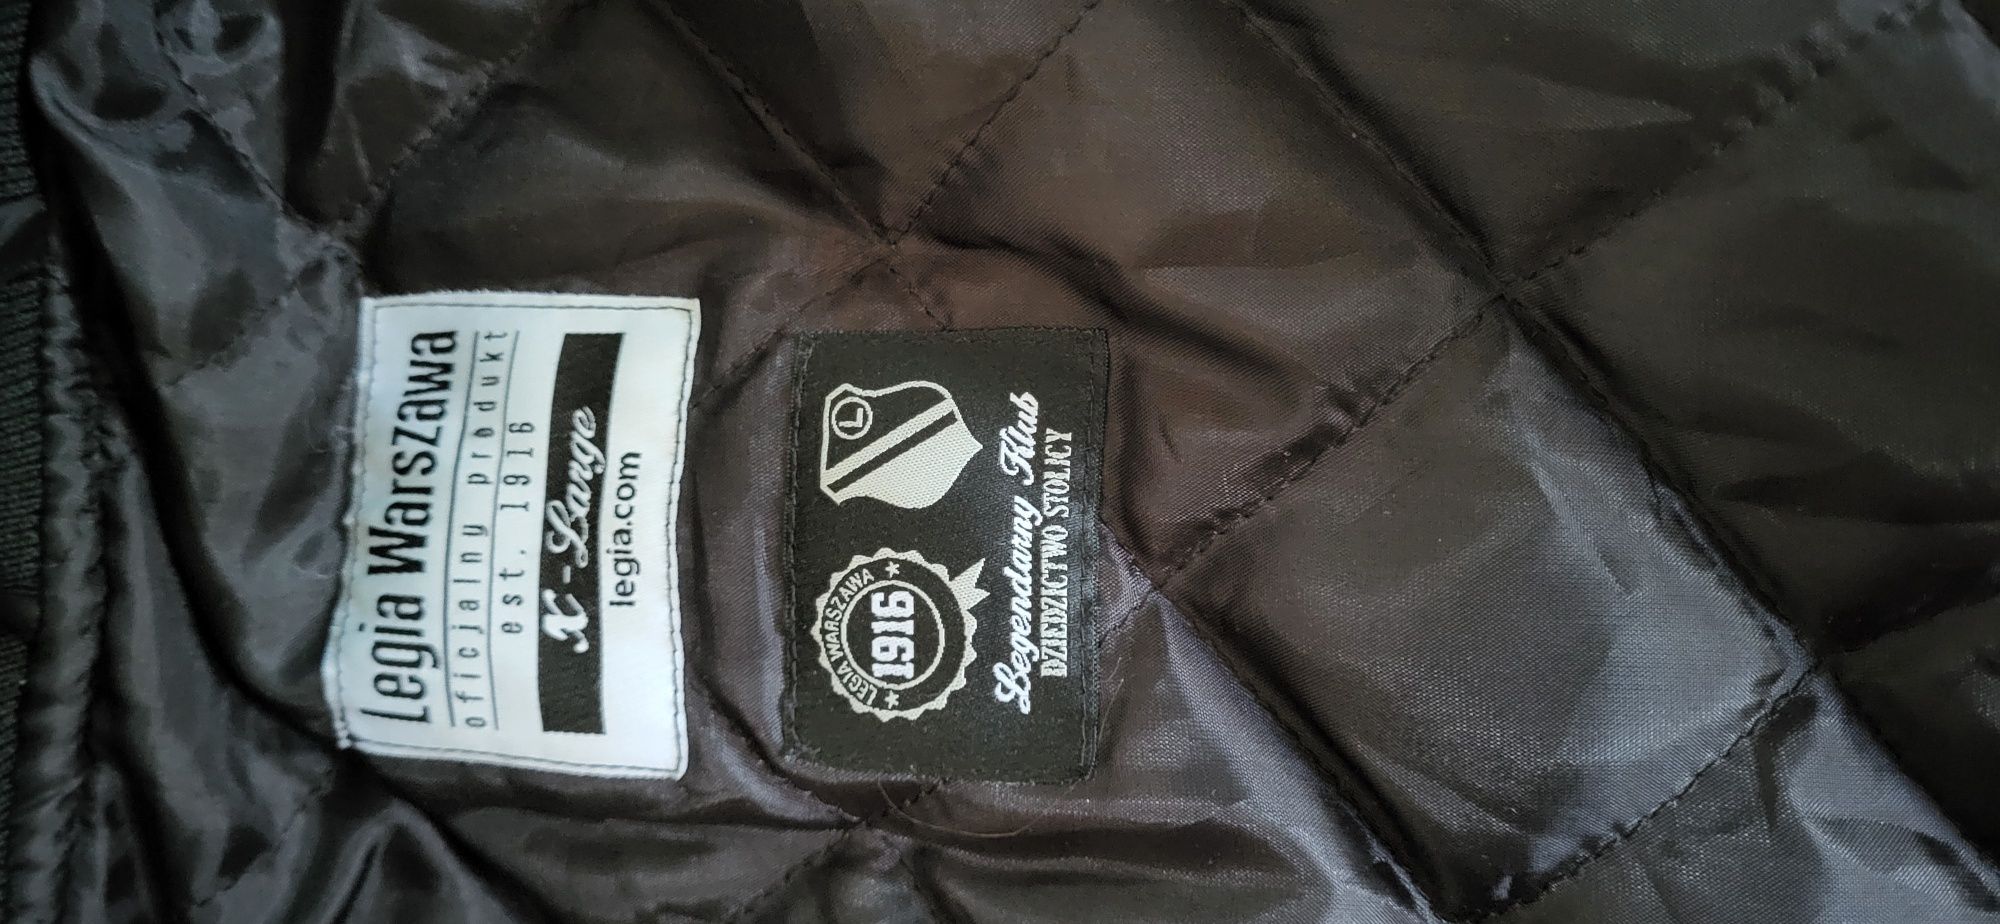 Legia Warszawa
oficjalny produkt
est. 1916
X-Large
legia.com
LEGIA WARSZAWA
1916
L
Legendarny Klub
DZIEDZICTWO STOLICY